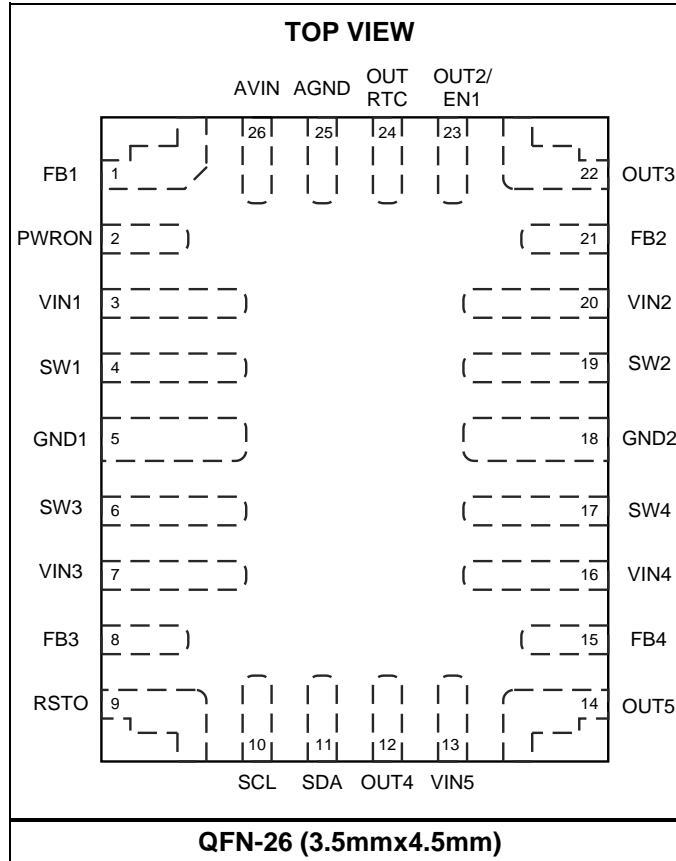 TOP VIEW
AVIN AGND OUT RTC OUT2/ EN1
26 25 24 23
FB1 1 22 OUT3
PWRON 2 21 FB2
VIN1 3 20 VIN2
SW1 4 19 SW2
GND1 5 18 GND2
SW3 6 17 SW4
VIN3 7 16 VIN4
FB3 8 15 FB4
RSTO 9 14 OUT5
10 11 12 13
SCL SDA OUT4 VIN5
QFN-26 (3.5mmx4.5mm)